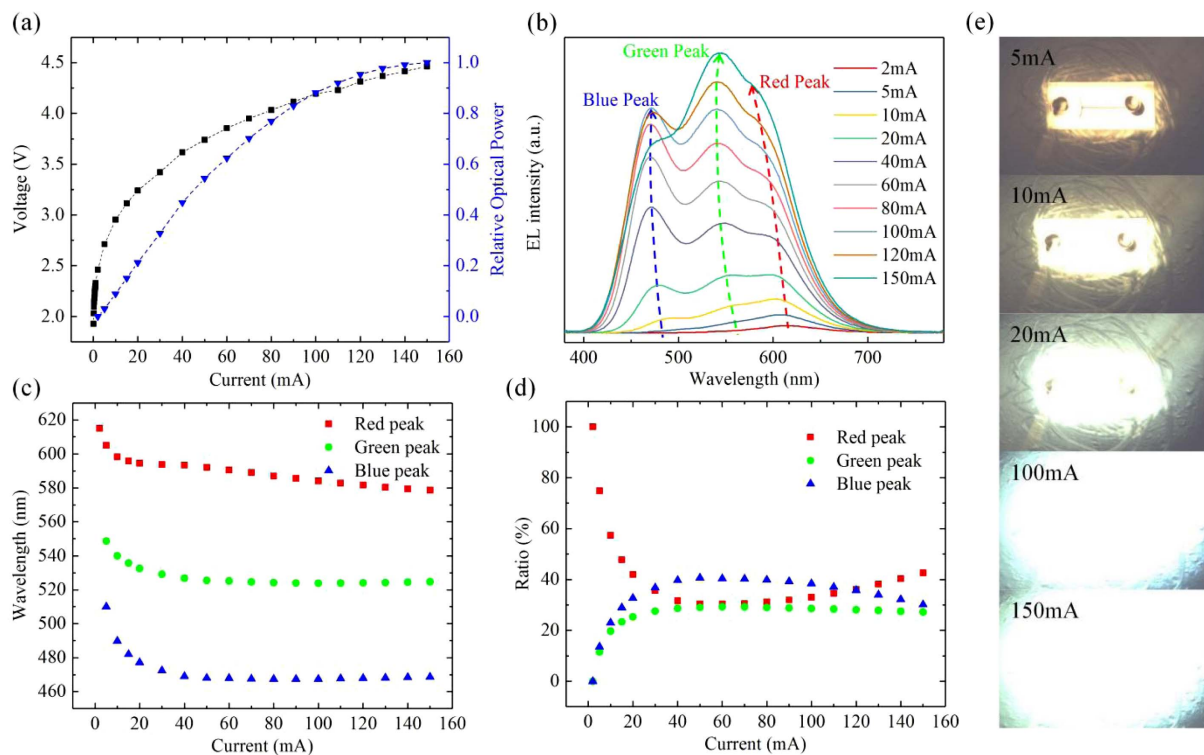 (a)
Voltage (V)
4.5
4.0
3.5
3.0
2.5
2.0
0 20 40 60 80 100 120 140 160
Current (mA)
1.0
0.8
0.6
0.4
0.2
0.0
Relative Optical Power
(b)
EL intensity (a.u.)
Blue Peak
Green Peak
Red Peak
2mA
5mA
10mA
20mA
40mA
60mA
80mA
100mA
120mA
150mA
400 500 600 700
Wavelength (nm)
(c)
Wavelength (nm)
620
600
580
560
540
520
500
480
460
Red peak
Green peak
Blue peak
0 20 40 60 80 100 120 140 160
Current (mA)
(d)
Ratio (%)
100
80
60
40
20
0
Red peak
Green peak
Blue peak
0 20 40 60 80 100 120 140 160
Current (mA)
(e)
5mA
10mA
20mA
100mA
150mA